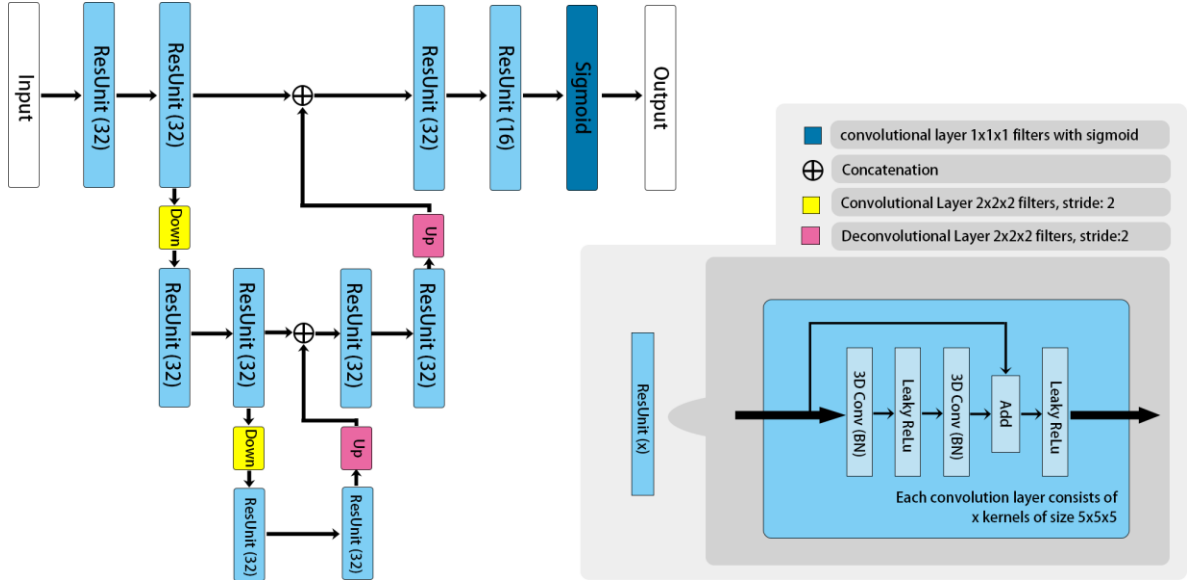 Input
ResUnit (32)
ResUnit (32)
ResUnit (32)
ResUnit (16)
Sigmoid
Output
Down
Up
ResUnit (32)
ResUnit (32)
ResUnit (32)
ResUnit (32)
Down
Up
ResUnit (32)
ResUnit (32)
convolutional layer 1x1x1 filters with sigmoid
Concatenation
Convolutional Layer 2x2x2 filters, stride: 2
Deconvolutional Layer 2x2x2 filters, stride:2
ResUnit (x)
3D Conv (BN)
Leaky ReLu
3D Conv (BN)
Add
Leaky ReLu
Each convolution layer consists of
x kernels of size 5x5x5